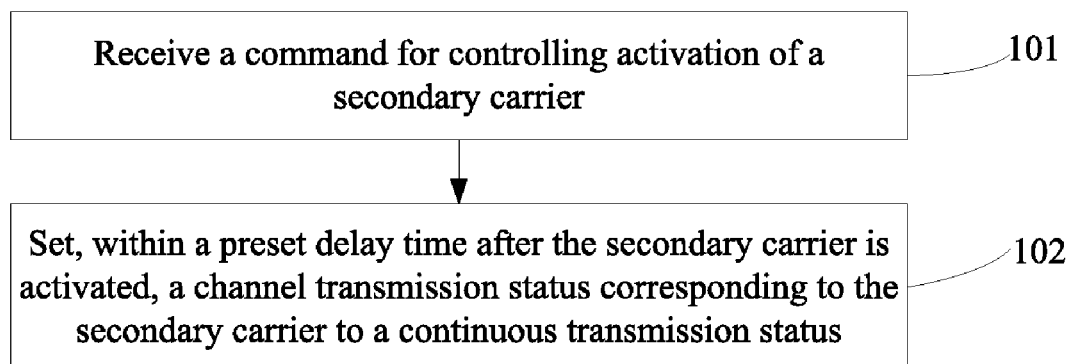 Receive a command for controlling activation of a
secondary carrier
101
Set, within a preset delay time after the secondary carrier is
activated, a channel transmission status corresponding to the
secondary carrier to a continuous transmission status
102